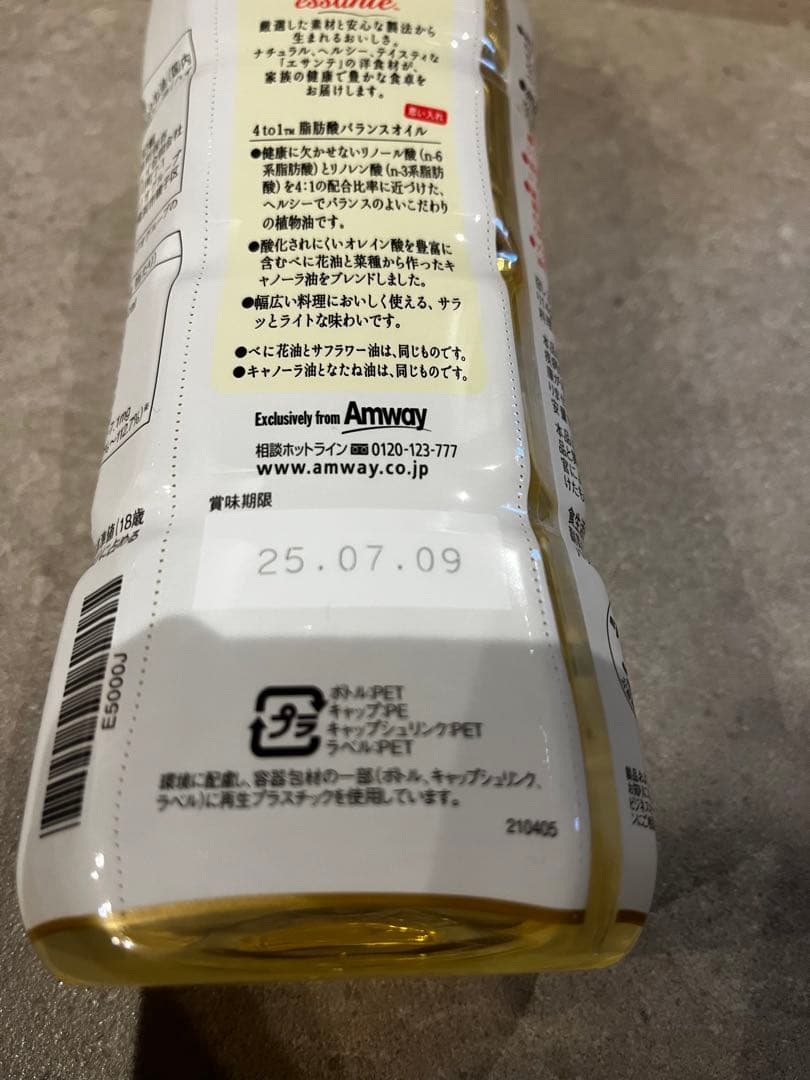 essante
厳選した素材と安心な製法から
生まれるおいしさ。
ナチュラル、ヘルシー、テイスティな
「エサンテ」の洋食材が、
家族の健康で豊かな食卓を
お届けします。
思い入れ
4to1TM 脂肪酸バランスオイル
●健康に欠かせないリノール酸(n-6
系脂肪酸)とリノレン酸(n-3系脂肪
酸)を4:1の配合比率に近づけた、
ヘルシーでバランスのよいこだわり
の植物油です。
●酸化されにくいオレイン酸を豊富に
含むべに花油と菜種から作ったキ
ャノーラ油をブレンドしました。
●幅広い料理においしく使える、サラ
ッとライトな味わいです。
●べに花油とサフラワー油は、同じものです。
●キャノーラ油となたね油は、同じものです。
Exclusively from Amway
相談ホットライン 0120-123-777
www.amway.co.jp
賞味期限
25.07.09
プラ
ボトル:PET
キャップ:PE
キャップシュリンク:PET
ラベル:PET
環境に配慮し、容器包材の一部(ボトル、キャップシュリンク、
ラベル)に再生プラスチックを使用しています。
210405
E5000J